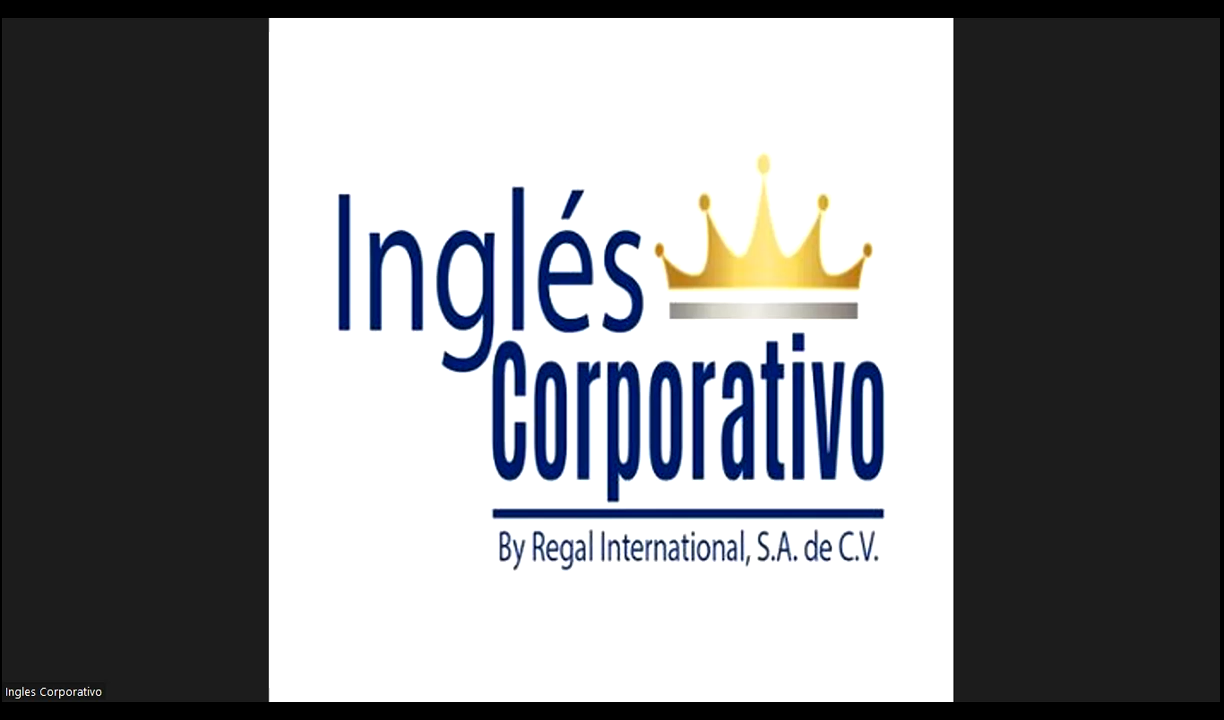 Inglés
Corporativo
By Regal International, S.A. de C.V.
Ingles Corporativo